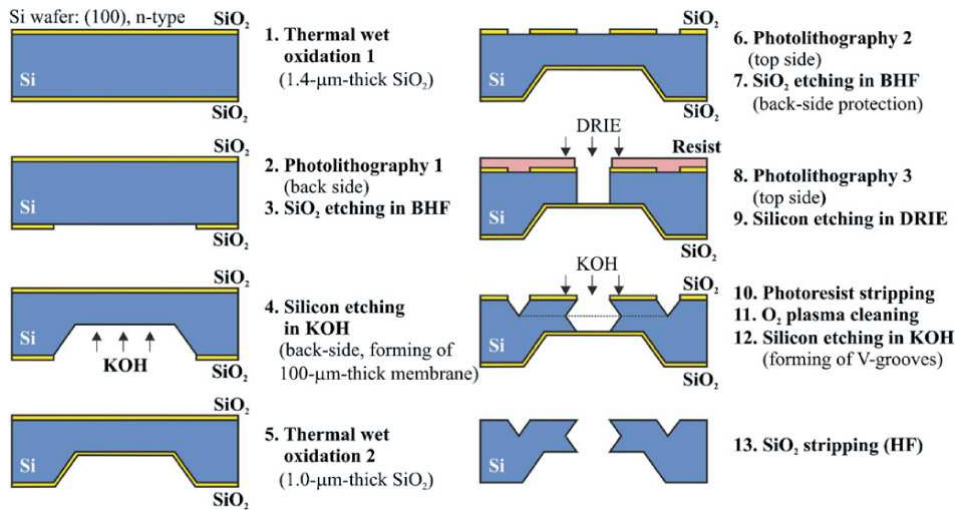 Si wafer: (100), n-type
SiO₂
Si
SiO₂
1. Thermal wet
oxidation 1
(1.4-μm-thick SiO₂)
Si
SiO₂
2. Photolithography 1
(back side)
3. SiO₂ etching in BHF
SiO₂
Si
KOH
SiO₂
4. Silicon etching
in KOH
(back-side, forming of
100-μm-thick membrane)
SiO₂
Si
SiO₂
5. Thermal wet
oxidation 2
(1.0-μm-thick SiO₂)
SiO₂
Si
SiO₂
6. Photolithography 2
(top side)
7. SiO₂ etching in BHF
(back-side protection)
DRIE
Resist
Si
SiO₂
8. Photolithography 3
(top side)
9. Silicon etching in DRIE
KOH
SiO₂
Si
SiO₂
10. Photoresist stripping
11. O₂ plasma cleaning
12. Silicon etching in KOH
(forming of V-grooves)
Si
13. SiO₂ stripping (HF)